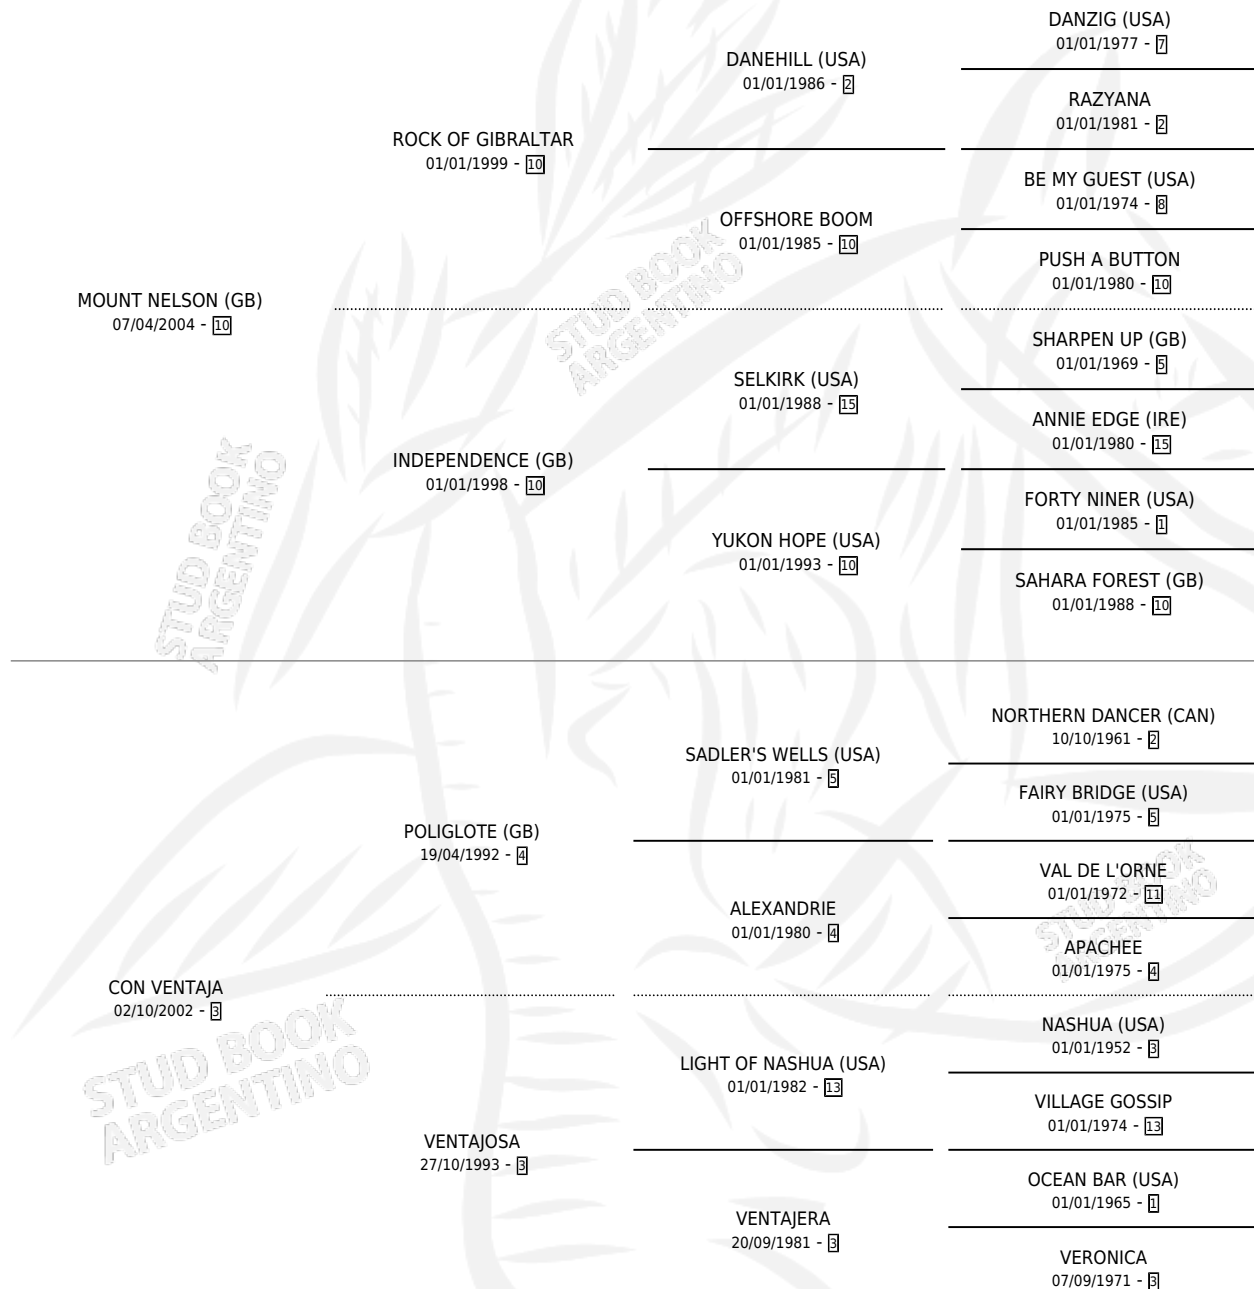 DANZIG (USA)
01/01/1977 - 7
DANEHILL (USA)
01/01/1986 - 2
RAZYANA
01/01/1981 - 2
ROCK OF GIBRALTAR
01/01/1999 - 10
BE MY GUEST (USA)
01/01/1974 - 8
OFFSHORE BOOM
01/01/1985 - 10
PUSH A BUTTON
01/01/1980 - 10
MOUNT NELSON (GB)
07/04/2004 - 10
SHARPEN UP (GB)
01/01/1969 - 5
SELKIRK (USA)
01/01/1988 - 15
ANNIE EDGE (IRE)
01/01/1980 - 15
INDEPENDENCE (GB)
01/01/1998 - 10
FORTY NINER (USA)
01/01/1985 - 1
YUKON HOPE (USA)
01/01/1993 - 10
SAHARA FOREST (GB)
01/01/1988 - 10
NORTHERN DANCER (CAN)
10/10/1961 - 2
SADLER'S WELLS (USA)
01/01/1981 - 5
FAIRY BRIDGE (USA)
01/01/1975 - 5
POLIGLOTE (GB)
19/04/1992 - 4
VAL DE L'ORNE
01/01/1972 - 11
ALEXANDRIE
01/01/1980 - 4
APACHEE
01/01/1975 - 4
CON VENTAJA
02/10/2002 - 3
NASHUA (USA)
01/01/1952 - 3
LIGHT OF NASHUA (USA)
01/01/1982 - 13
VILLAGE GOSSIP
01/01/1974 - 13
VENTAJOSA
27/10/1993 - 3
OCEAN BAR (USA)
01/01/1965 - 1
VENTAJERA
20/09/1981 - 3
VERONICA
07/09/1971 - 3
STUD BOOK
ARGENTINO
STUD BOOK
ARGENTINO
STUD BOOK
ARGENTINO
STUD BOOK
ARGENTINO